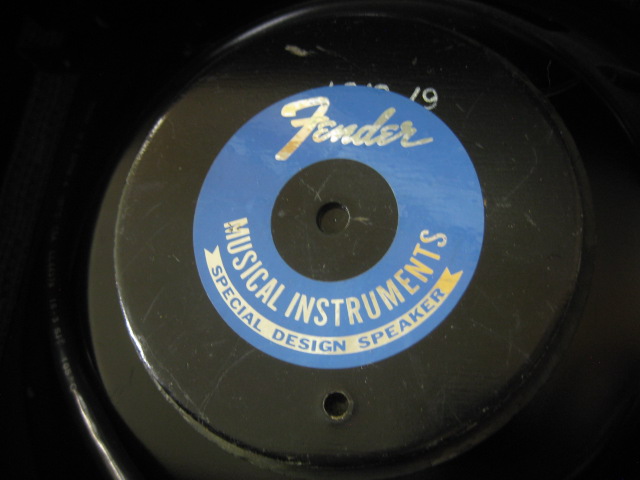 Fender
MUSICAL INSTRUMENTS
SPECIAL DESIGN SPEAKER